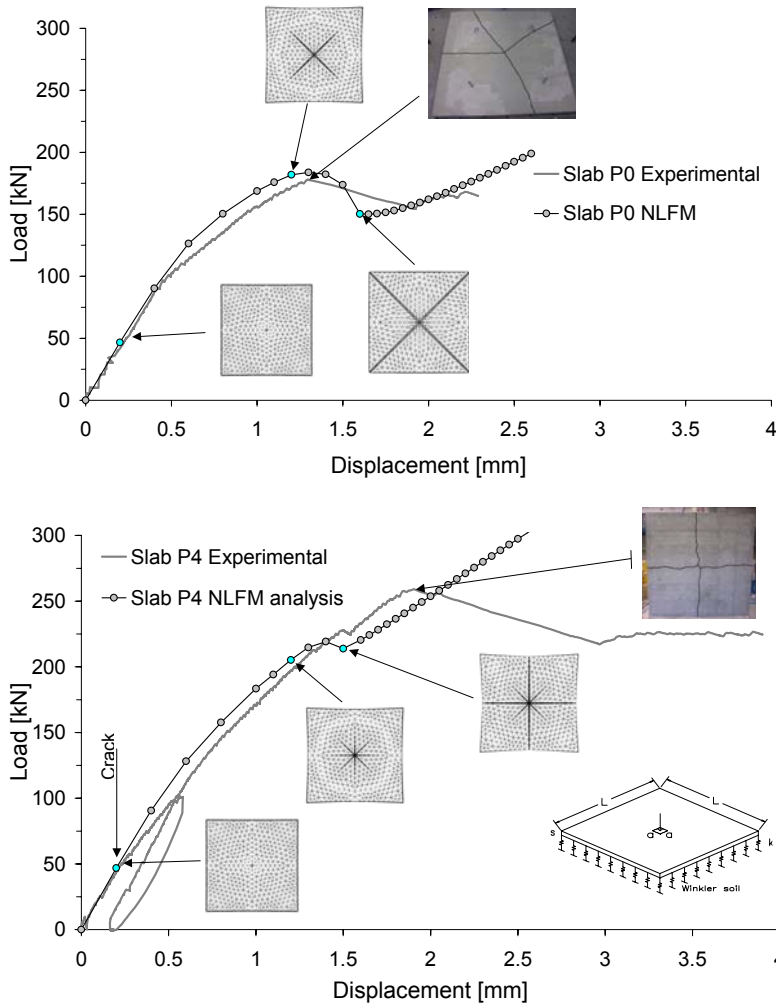 300
250
200
150
100
50
0
Load [kN]
Slab P0 Experimental
Slab P0 NLFM
0 0.5 1 1.5 2 2.5 3 3.5 4
Displacement [mm]
300
250
200
150
100
50
0
Load [kN]
Slab P4 Experimental
Slab P4 NLFM analysis
Crack
L L
s a a k
Winkler soil
0 0.5 1 1.5 2 2.5 3 3.5 4
Displacement [mm]